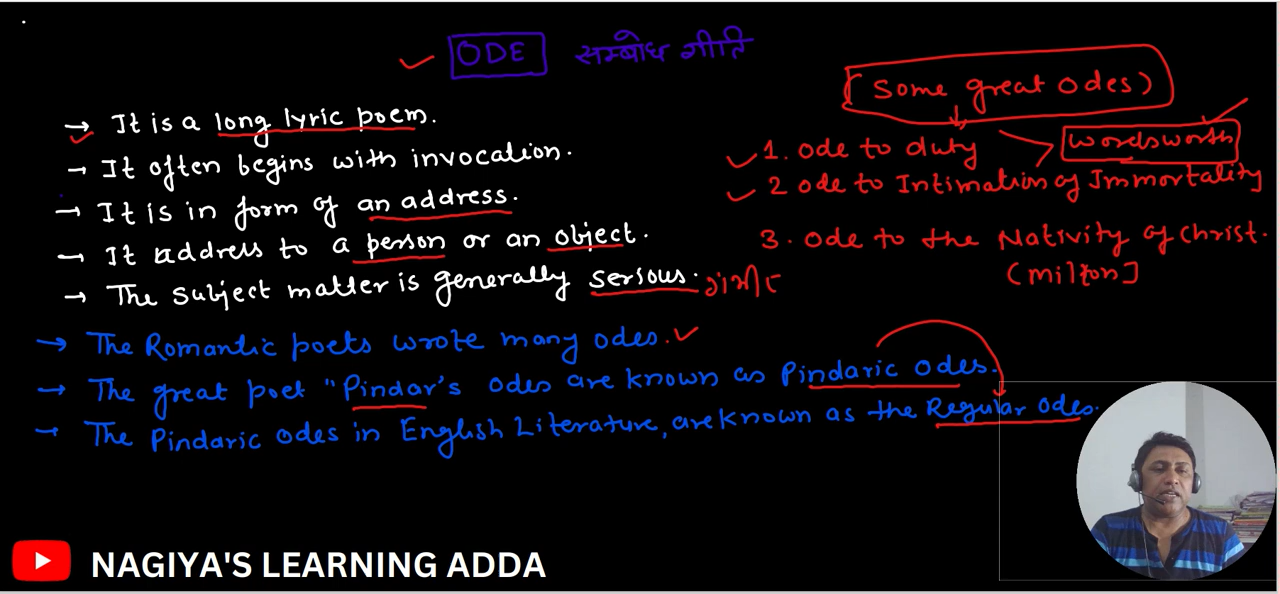 ODE सम्बोध गीति
→ It is a long lyric poem.
→ It often begins with invocation.
→ It is in form of an address.
→ It address to a person or an object.
→ The subject matter is generally serious. गंभीर
→ The Romantic poets wrote many odes.
→ The great poet "Pindar's odes are known as Pindaric Odes.
→ The Pindaric odes in English Literature, are known as the Regular Odes.
(Some great odes)
1. Ode to duty
Wordsworth
2 Ode to Intimation of Immortality
3. Ode to the Nativity of Christ.
(Milton]
NAGIYA'S LEARNING ADDA